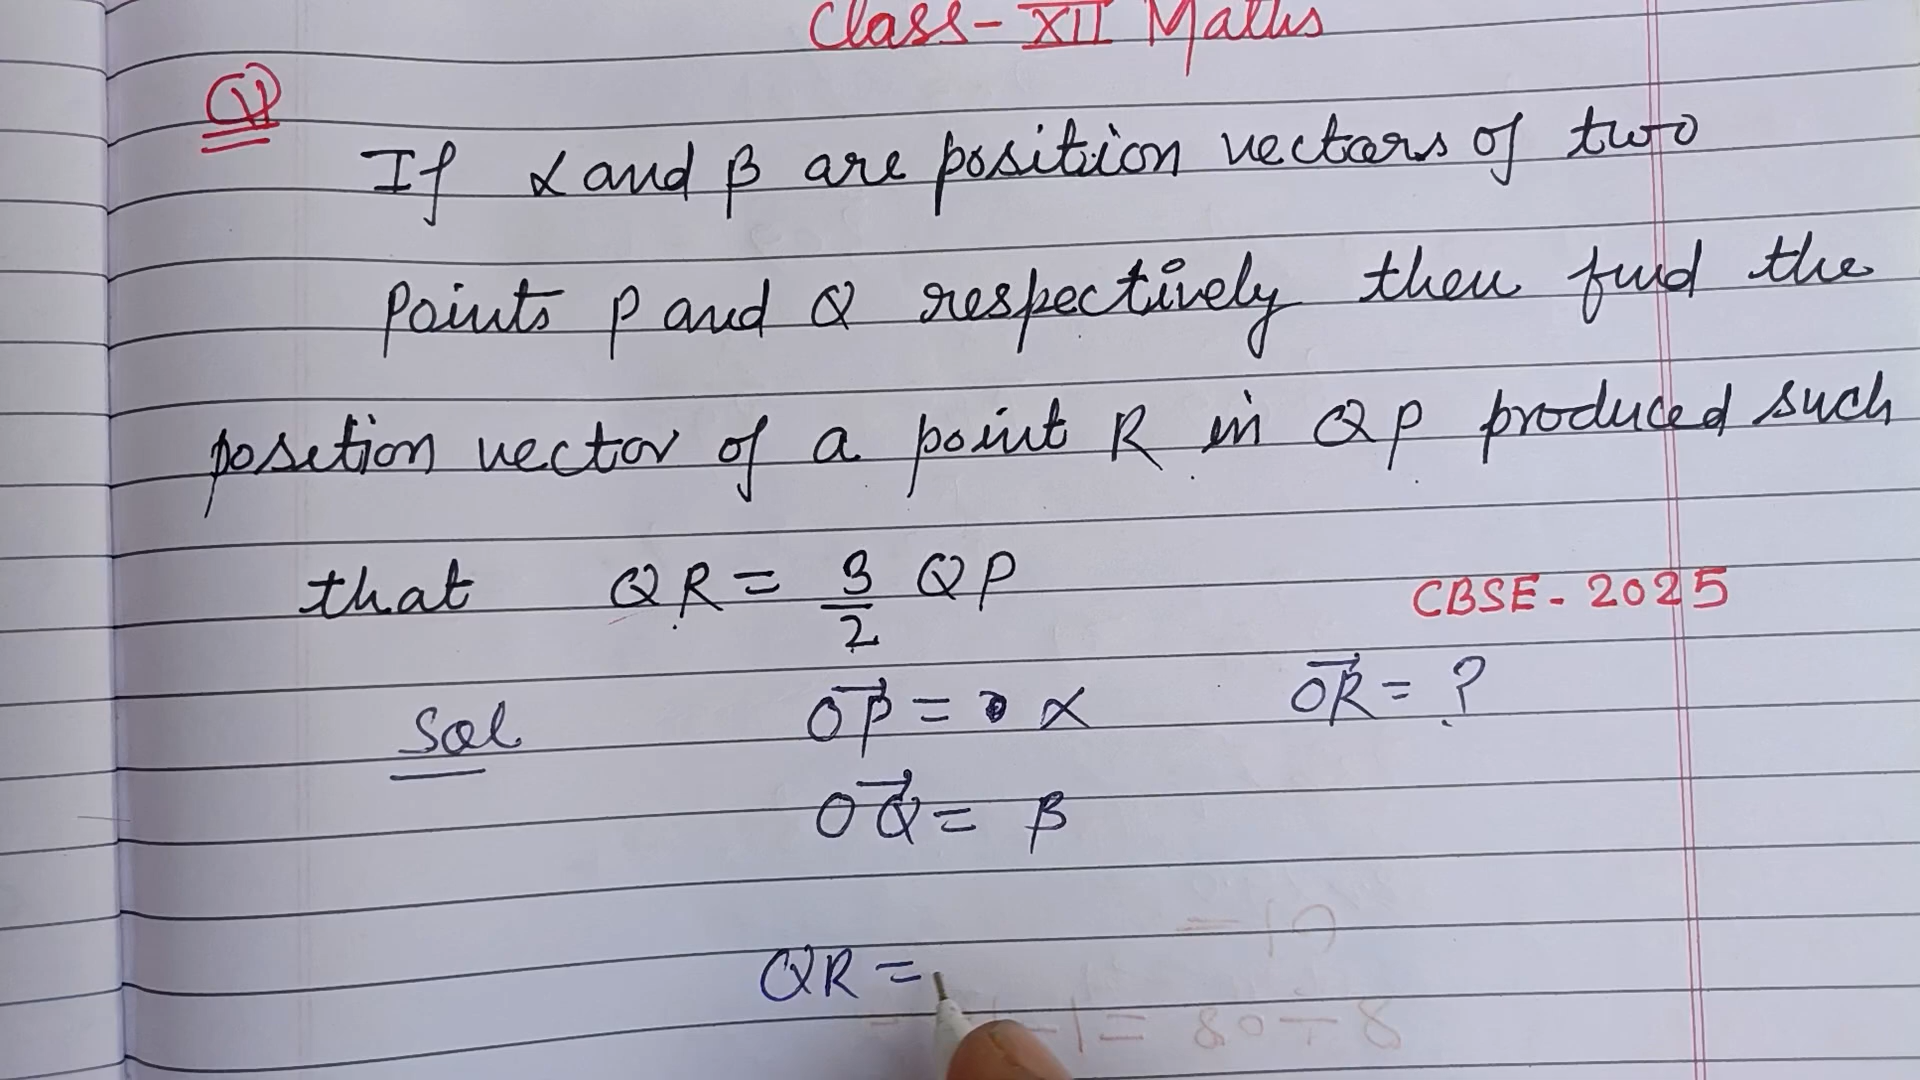 Class-XII Maths
Q1
If α and β are position vectors of two
points P and Q respectively then find the
position vector of a point R in QP produced such
that QR = 3/2 QP
CBSE-2025
Sol OP⃗ = α OR⃗ = ?
OQ⃗ = β
QR =